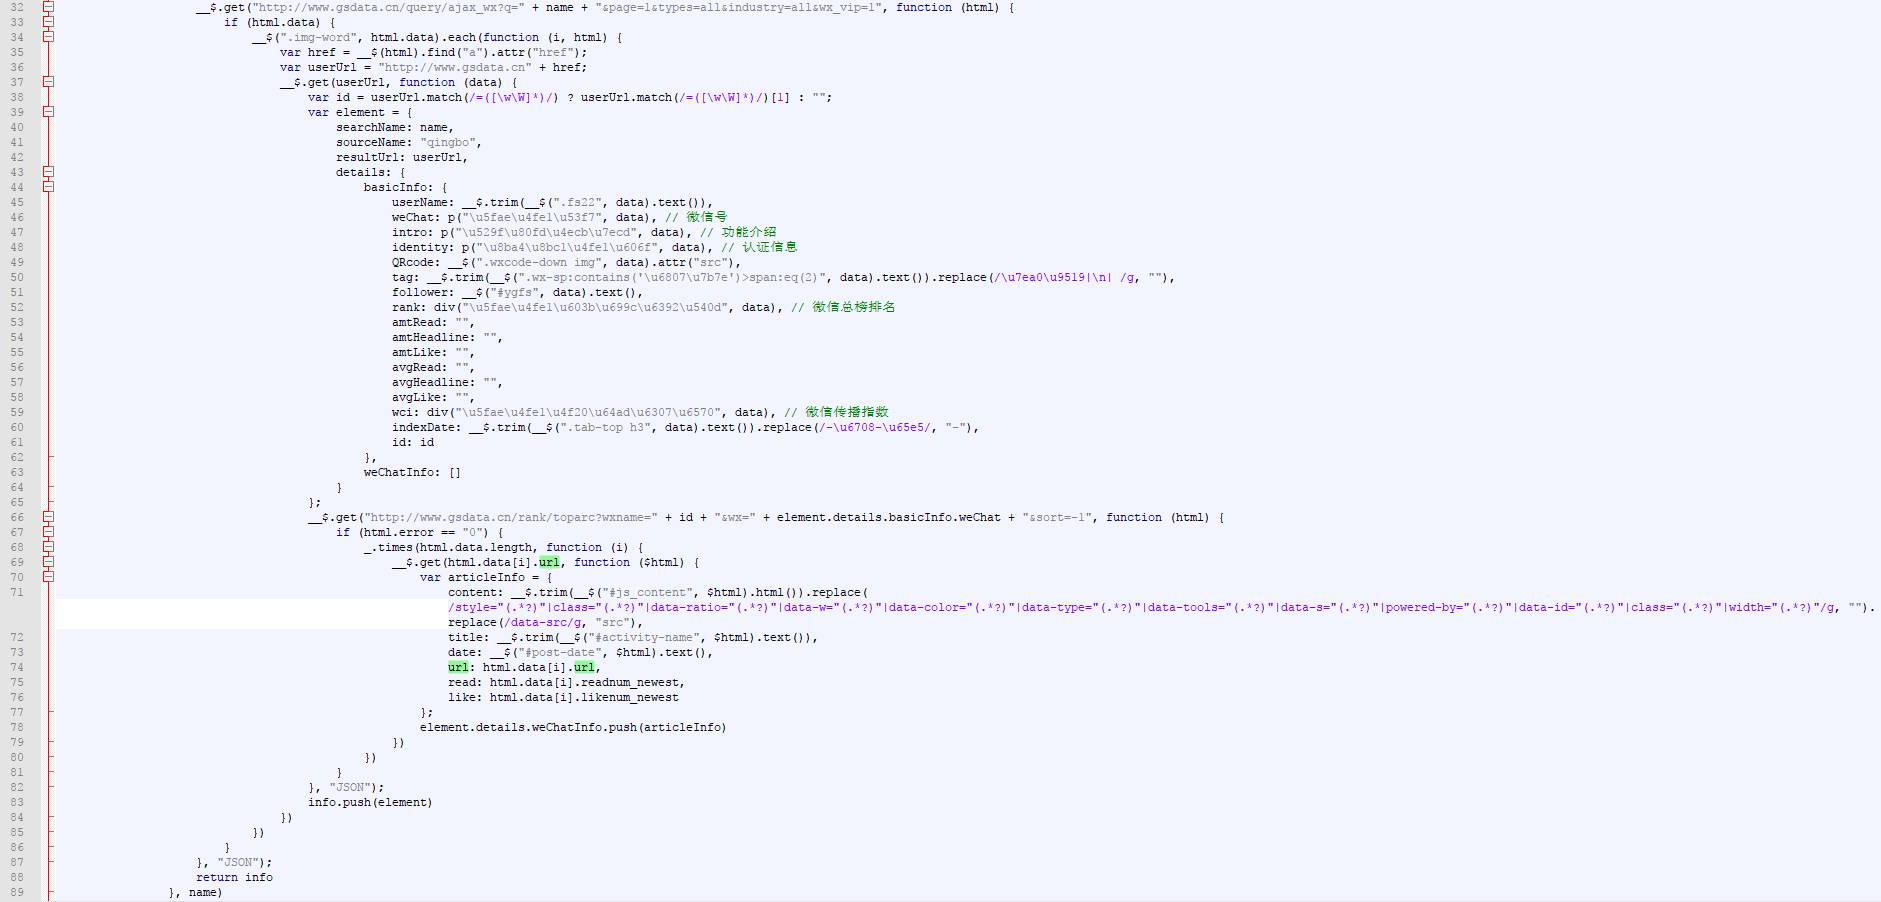 32 __$.get("http://www.gsdata.cn/query/ajax_wx?q=" + name + "&page=1&types=all&industry=all&wx_vip=1", function (html) {
33 if (html.data) {
34 __$(".img-word", html.data).each(function (i, html) {
35 var href = __$(html).find("a").attr("href");
36 var userUrl = "http://www.gsdata.cn" + href;
37 __$.get(userUrl, function (data) {
38 var id = userUrl.match(/=([\w\W]*)/) ? userUrl.match(/=([\w\W]*)/)[1] : "";
39 var element = {
40 searchName: name,
41 sourceName: "qingbo",
42 resultUrl: userUrl,
43 details: {
44 basicInfo: {
45 userName: __$.trim(__$(".fs22", data).text()),
46 weChat: p("\u5fae\u4fe1\u53f7", data), // 微信号
47 intro: p("\u529f\u80fd\u4ecb\u7ecd", data), // 功能介绍
48 identity: p("\u8ba4\u8bc1\u4fe1\u606f", data), // 认证信息
49 QRcode: __$(".wxcode-down img", data).attr("src"),
50 tag: __$.trim(__$(".wx-sp:contains('\u6807\u7b7e')>span:eq(2)", data).text()).replace(/\u7ea0\u9519|\n| /g, ""),
51 follower: __$("#ygfs", data).text(),
52 rank: div("\u5fae\u4fe1\u603b\u699c\u6392\u540d", data), // 微信总榜排名
53 amtRead: "",
54 amtHeadline: "",
55 amtLike: "",
56 avgRead: "",
57 avgHeadline: "",
58 avgLike: "",
59 wci: div("\u5fae\u4fe1\u4f20\u64ad\u6307\u6570", data), // 微信传播指数
60 indexDate: __$.trim(__$(".tab-top h3", data).text()).replace(/-\u6708-\u65e5/, "-"),
61 id: id
62 },
63 weChatInfo: []
64 }
65 };
66 __$.get("http://www.gsdata.cn/rank/toparc?wxname=" + id + "&wx=" + element.details.basicInfo.weChat + "&sort=-1", function (html) {
67 if (html.error == "0") {
68 _.times(html.data.length, function (i) {
69 __$.get(html.data[i].url, function ($html) {
70 var articleInfo = {
71 content: __$.trim(__$("#js_content", $html).html()).replace(
/style="(.*?)"|class="(.*?)"|data-ratio="(.*?)"|data-w="(.*?)"|data-color="(.*?)"|data-type="(.*?)"|data-tools="(.*?)"|data-s="(.*?)"|powered-by="(.*?)"|data-id="(.*?)"|class="(.*?)"|width="(.*?)"/g, "").
replace(/data-src/g, "src"),
72 title: __$.trim(__$("#activity-name", $html).text()),
73 date: __$("#post-date", $html).text(),
74 url: html.data[i].url,
75 read: html.data[i].readnum_newest,
76 like: html.data[i].likenum_newest
77 };
78 element.details.weChatInfo.push(articleInfo)
79 })
80 })
81 }
82 }, "JSON");
83 info.push(element)
84 })
85 })
86 }
87 }, "JSON");
88 return info
89 }, name)